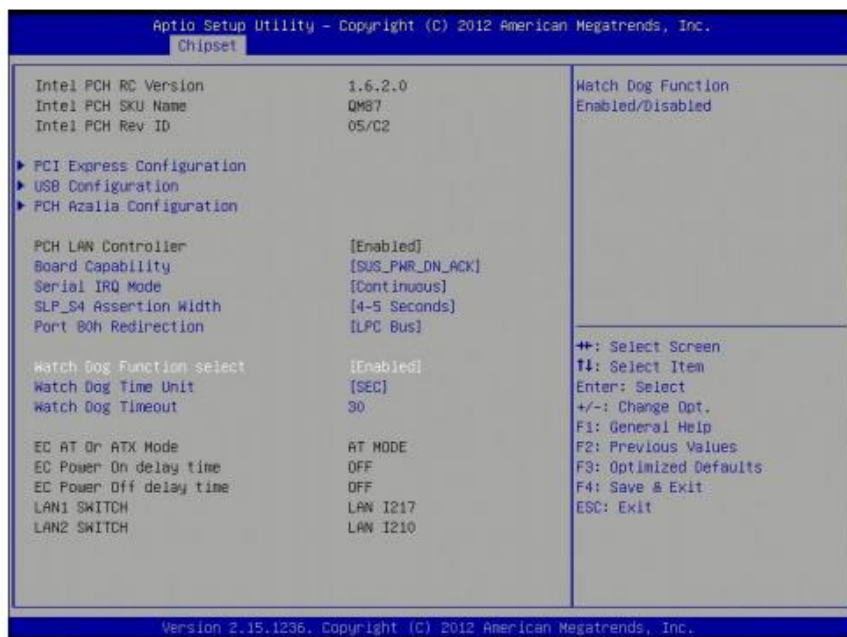 Aptio Setup Utility – Copyright (C) 2012 American Megatrends, Inc.
Chipset
Intel PCH RC Version 1.6.2.0
Intel PCH SKU Name QM87
Intel PCH Rev ID 05/C2
PCI Express Configuration
USB Configuration
PCH Azalia Configuration
PCH LAN Controller [Enabled]
Board Capability [SUS_PWR_DN_ACK]
Serial IRQ Mode [Continuous]
SLP_S4 Assertion Width [4-5 Seconds]
Port 80h Redirection [LPC Bus]
Watch Dog Function select [Enabled]
Watch Dog Time Unit [SEC]
Watch Dog Timeout 30
EC AT Or ATX Mode AT MODE
EC Power On delay time OFF
EC Power Off delay time OFF
LAN1 SWITCH LAN I217
LAN2 SWITCH LAN I210
Watch Dog Function
Enabled/Disabled
→←: Select Screen
↑↓: Select Item
Enter: Select
+/-: Change Opt.
F1: General Help
F2: Previous Values
F3: Optimized Defaults
F4: Save & Exit
ESC: Exit
Version 2.15.1236. Copyright (C) 2012 American Megatrends, Inc.